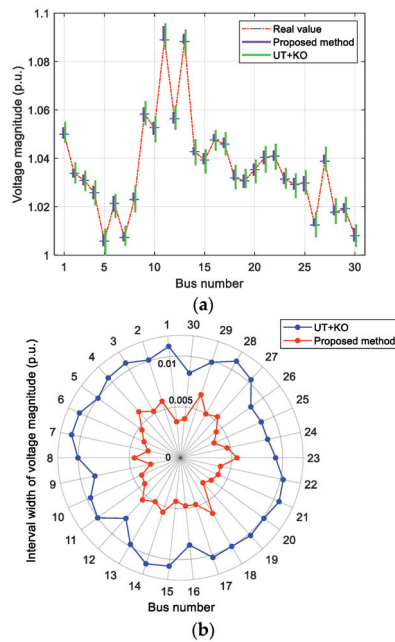 1.1
1.08
1.06
1.04
1.02
1
Voltage magnitude (p.u.)
Real value
Proposed method
UT+KO
1 5 10 15 20 25 30
Bus number
(a)
UT+KO
Proposed method
1 30 29 28 27 26 25 24 23 22 21 20 19 18 17 16 15 14 13 12 11 10 9 8 7 6 5 4 3 2
0.01
0.005
0
Interval width of voltage magnitude (p.u.)
Bus number
(b)